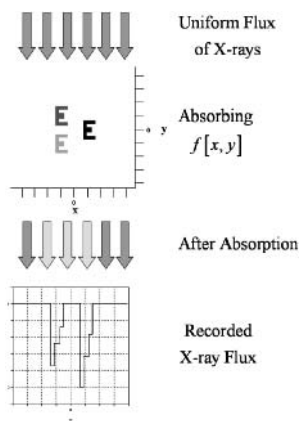 Uniform Flux
of X-rays
E
E
E
Absorbing
f [x, y]
y
x
After Absorption
Recorded
X-ray Flux